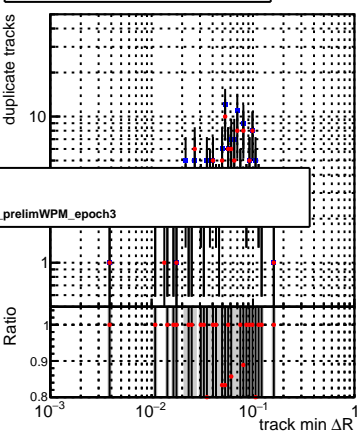 duplicate tracks
10
_prelimWPM_epoch3
1
Ratio
1
0.9
0.8
10−3 10−2 10−1 1
track min ΔR